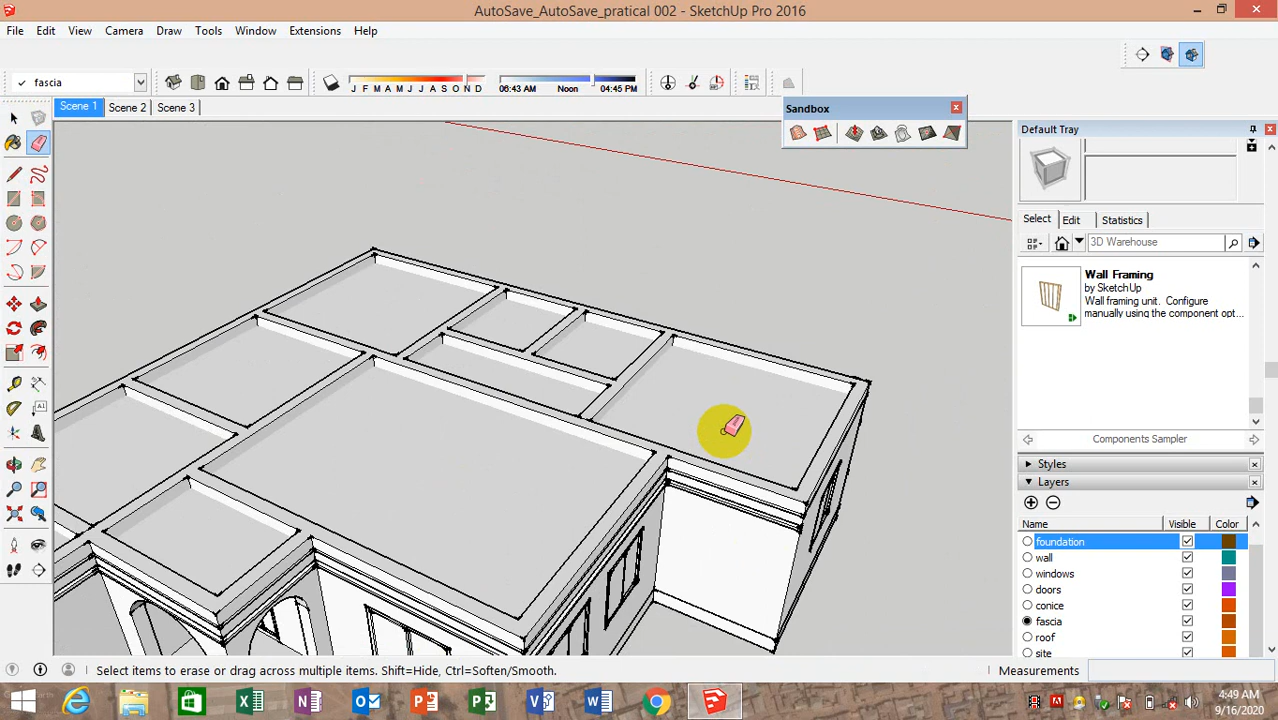 AutoSave_AutoSave_pratical 002 - SketchUp Pro 2016
File Edit View Camera Draw Tools Window Extensions Help
fascia
J F M A M J J A S O N D
06:43 AM Noon 04:45 PM
Scene 1 Scene 2 Scene 3
Sandbox
Default Tray
Select Edit Statistics
3D Warehouse
Wall Framing
by SketchUp
Wall framing unit. Configure
manually using the component opt...
Components Sampler
Styles
Layers
Name Visible Color
foundation
wall
windows
doors
conice
fascia
roof
site
Select items to erase or drag across multiple items. Shift=Hide, Ctrl=Soften/Smooth.
Measurements
4:49 AM
9/16/2020